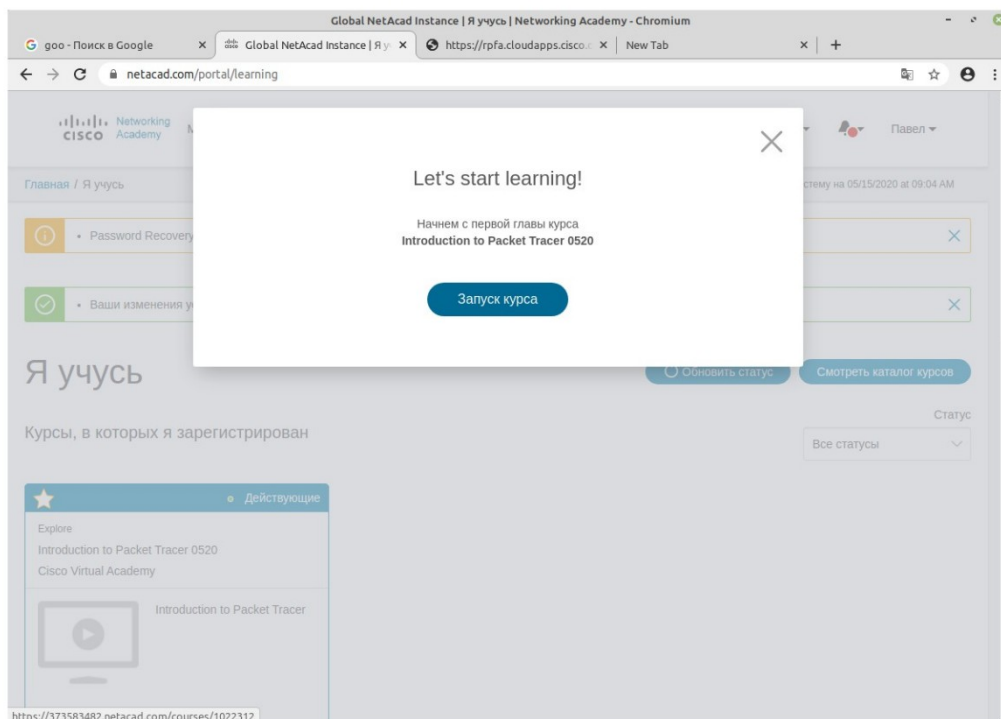 Global NetAcad Instance | Я учусь | Networking Academy - Chromium
goo - Поиск в Google
Global NetAcad Instance | Я у
https://rpfa.cloudapps.cisco.c
New Tab
netacad.com/portal/learning
Networking
CISCO Academy
Павел
Let's start learning!
Главная / Я учусь
стему на 05/15/2020 at 09:04 AM
Начнем с первой главы курса
Introduction to Packet Tracer 0520
• Password Recovery
Запуск курса
• Ваши изменения
Я учусь
Обновить статус
Смотреть каталог курсов
Статус
Курсы, в которых я зарегистрирован
Все статусы
Действующие
Explore
Introduction to Packet Tracer 0520
Cisco Virtual Academy
Introduction to Packet Tracer
https://373583482.netacad.com/courses/1022312